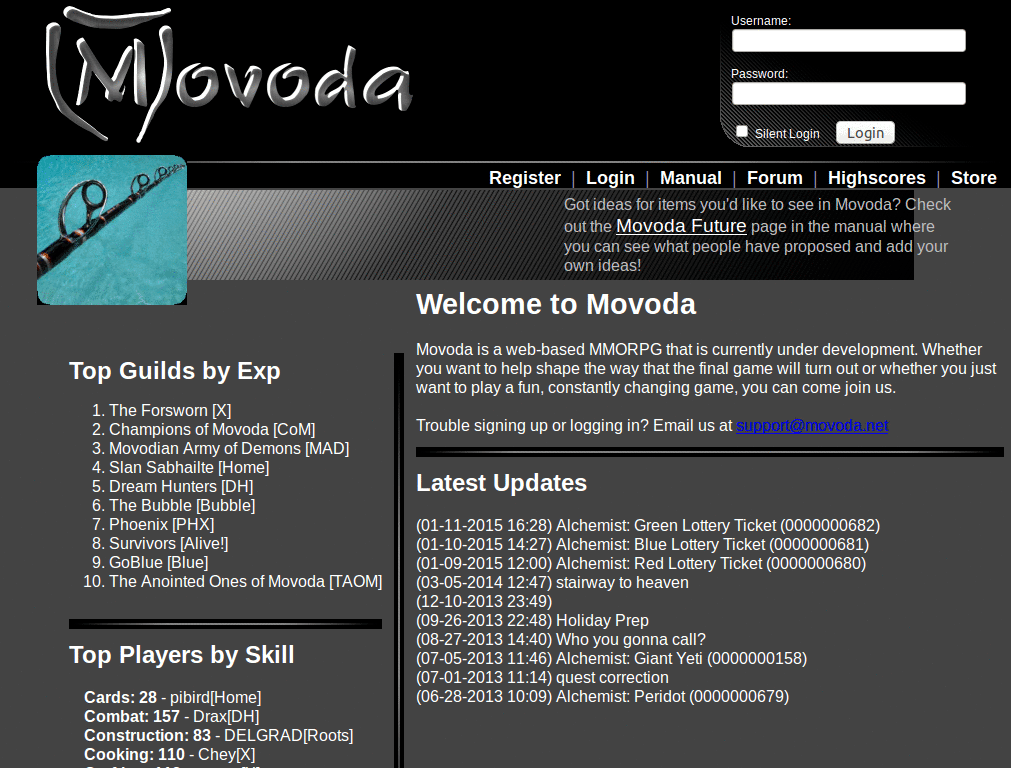 Movoda
Username:
Password:
Silent Login Login
Register | Login | Manual | Forum | Highscores | Store
Got ideas for items you'd like to see in Movoda? Check
out the Movoda Future page in the manual where
you can see what people have proposed and add your
own ideas!
Welcome to Movoda
Movoda is a web-based MMORPG that is currently under development. Whether
you want to help shape the way that the final game will turn out or whether you just
want to play a fun, constantly changing game, you can come join us.
Trouble signing up or logging in? Email us at support@movoda.net
Top Guilds by Exp
1. The Forsworn [X]
2. Champions of Movoda [CoM]
3. Movodian Army of Demons [MAD]
4. Slan Sabhailte [Home]
5. Dream Hunters [DH]
6. The Bubble [Bubble]
7. Phoenix [PHX]
8. Survivors [Alive!]
9. GoBlue [Blue]
10. The Anointed Ones of Movoda [TAOM]
Top Players by Skill
Cards: 28 - pibird[Home]
Combat: 157 - Drax[DH]
Construction: 83 - DELGRAD[Roots]
Cooking: 110 - Chey[X]
Latest Updates
(01-11-2015 16:28) Alchemist: Green Lottery Ticket (0000000682)
(01-10-2015 14:27) Alchemist: Blue Lottery Ticket (0000000681)
(01-09-2015 12:00) Alchemist: Red Lottery Ticket (0000000680)
(03-05-2014 12:47) stairway to heaven
(12-10-2013 23:49)
(09-26-2013 22:48) Holiday Prep
(08-27-2013 14:40) Who you gonna call?
(07-05-2013 11:46) Alchemist: Giant Yeti (0000000158)
(07-01-2013 11:14) quest correction
(06-28-2013 10:09) Alchemist: Peridot (0000000679)